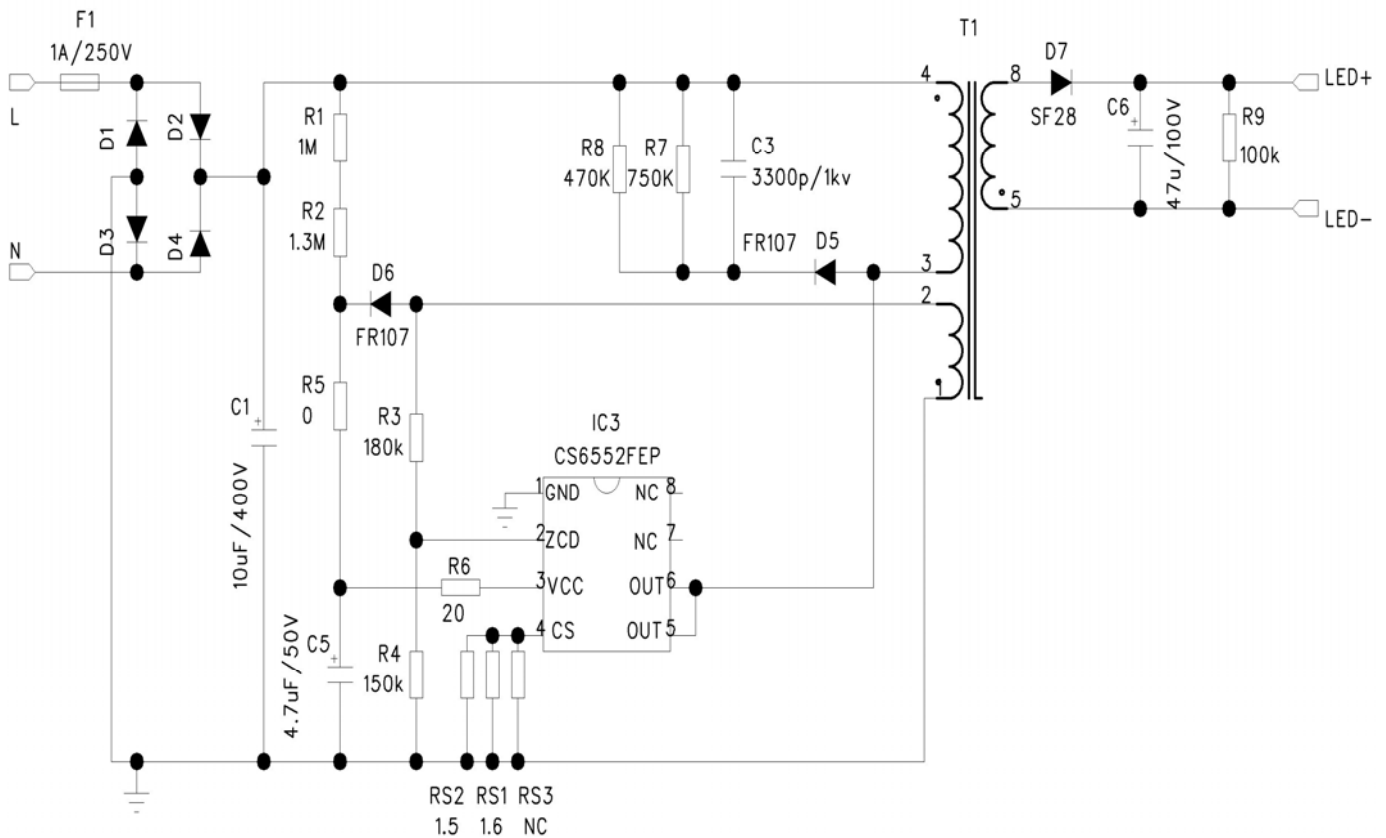 F1
1A/250V
L
D1
D2
D3
D4
N
R1
1M
R2
1.3M
R8
470K
R7
750K
C3
3300p/1kv
FR107
D5
D6
FR107
T1
4
3
2
1
8
5
D7
SF28
C6
+
47u/100V
R9
100k
LED+
LED-
C1
+
10uF/400V
R5
0
R3
180k
IC3
CS6552FEP
1
GND
NC
8
2
ZCD
NC
7
3
VCC
OUT
6
4
CS
OUT
5
R6
20
C5
+
4.7uF/50V
R4
150k
RS2
RS1
RS3
1.5
1.6
NC